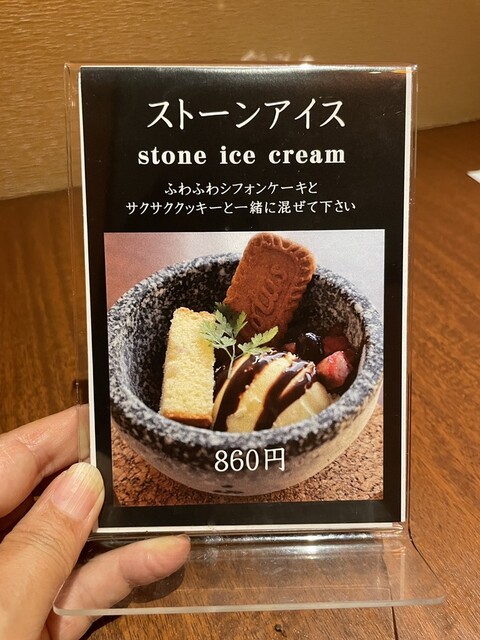 ストーンアイス
stone ice cream
ふわふわシフォンケーキと
サクサククッキーと一緒に混ぜて下さい
860円